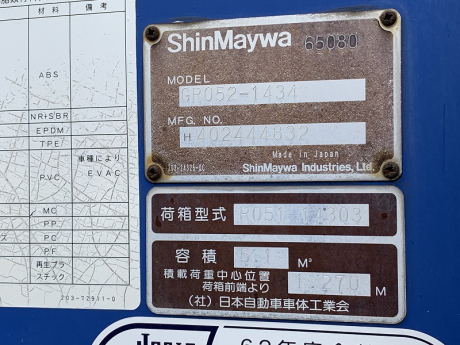 材料 備考
ABS
NR+SBR
EPDM
TPE
車種により
PVC EVAC
MC
PP
PC
PF
再生プラ
スチック
203-72911-0
ShinMaywa 65080
MODEL
GR052-1434
MFG. NO.
H402444832
Made in Japan
ShinMaywa Industries, Ltd.
荷箱型式
容積 M³
積載荷重中心位置
荷箱前端より 1.270 M
(社)日本自動車車体工業会